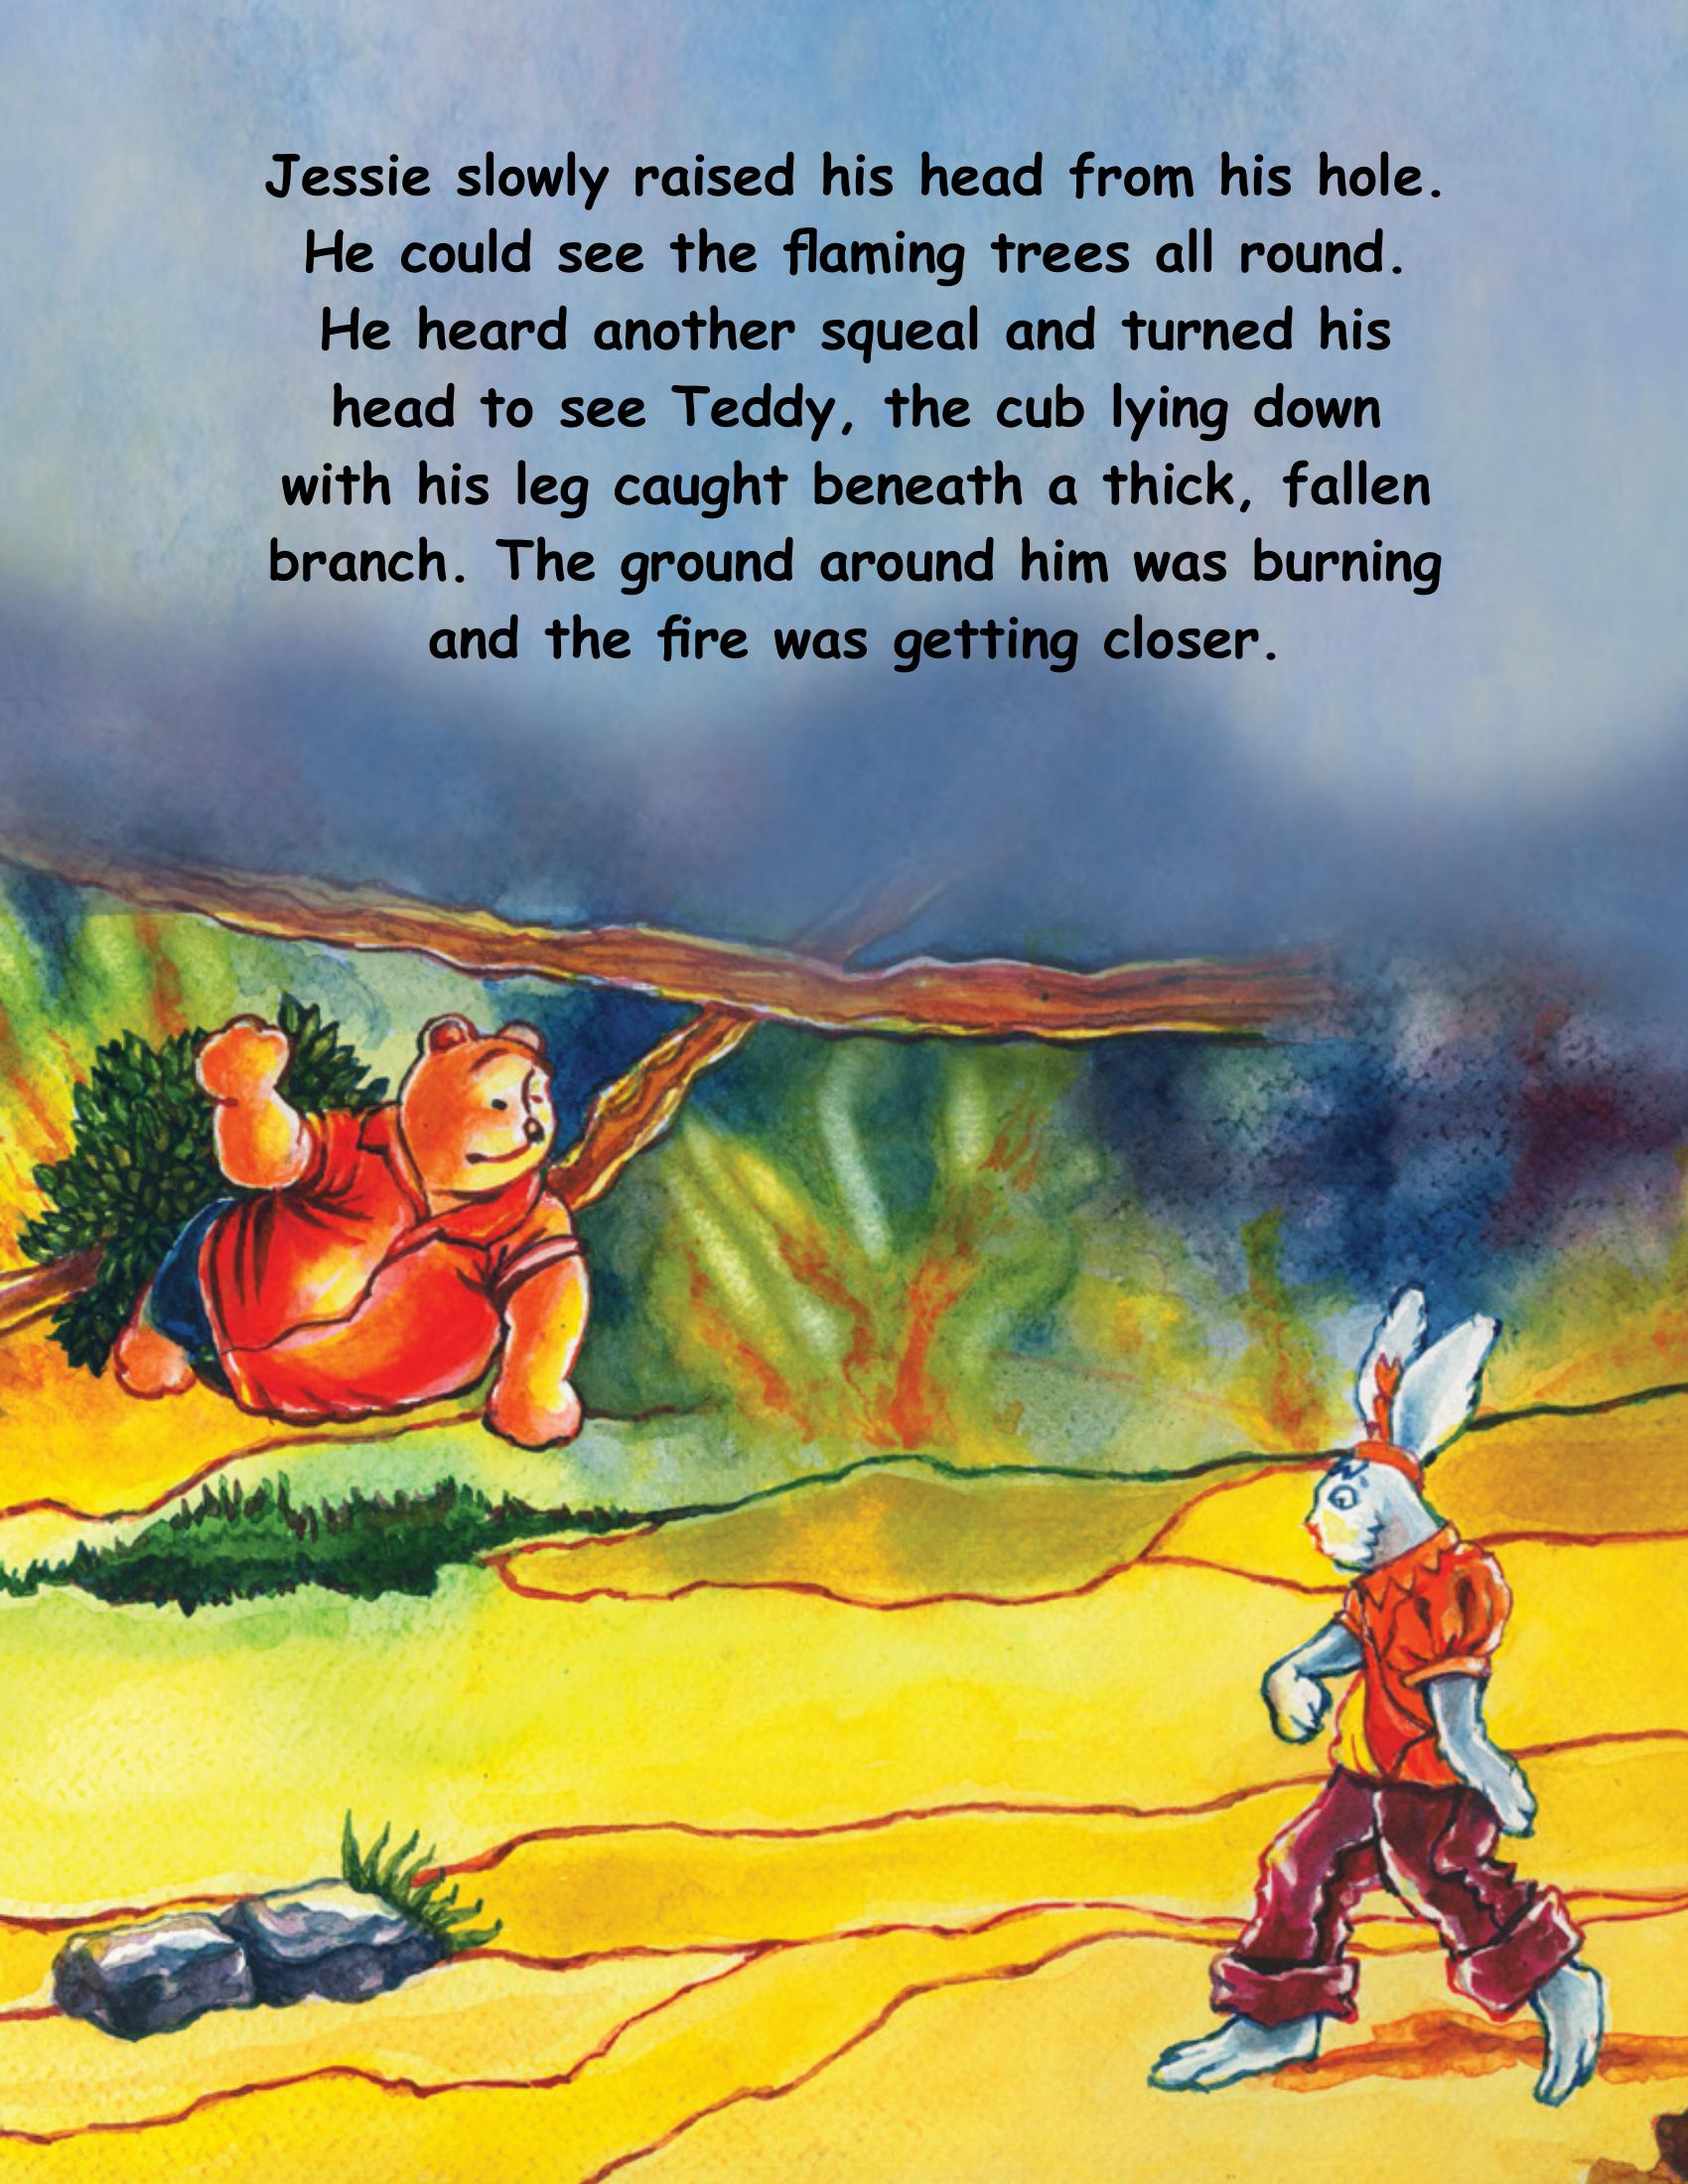 Jessie slowly raised his head from his hole.
He could see the flaming trees all round.
He heard another squeal and turned his
head to see Teddy, the cub lying down
with his leg caught beneath a thick, fallen
branch. The ground around him was burning
and the fire was getting closer.